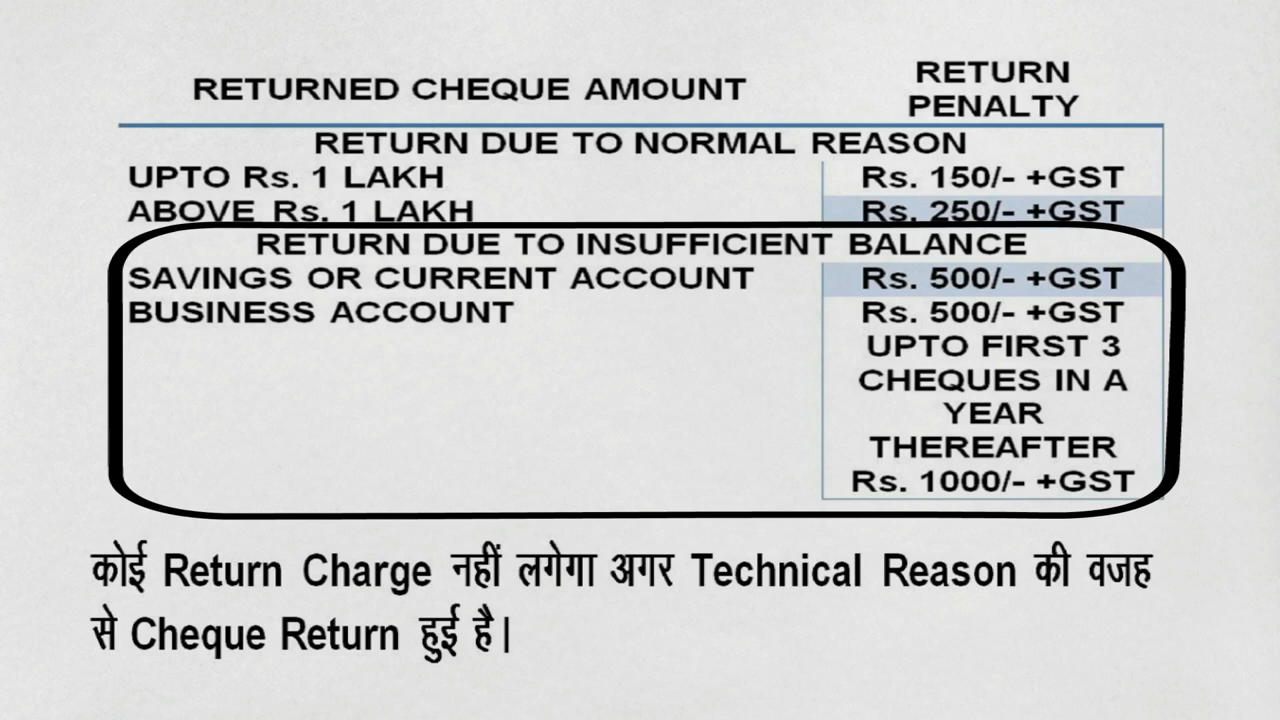 RETURNED CHEQUE AMOUNT RETURN PENALTY
RETURN DUE TO NORMAL REASON
UPTO Rs. 1 LAKH Rs. 150/- +GST
ABOVE Rs. 1 LAKH Rs. 250/- +GST
RETURN DUE TO INSUFFICIENT BALANCE
SAVINGS OR CURRENT ACCOUNT Rs. 500/- +GST
BUSINESS ACCOUNT Rs. 500/- +GST
UPTO FIRST 3
CHEQUES IN A
YEAR
THEREAFTER
Rs. 1000/- +GST
कोई Return Charge नहीं लगेगा अगर Technical Reason की वजह
से Cheque Return हुई है।